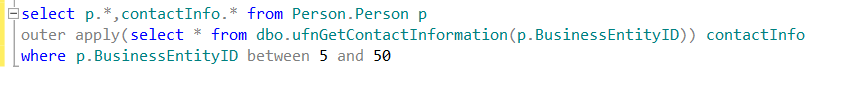 select p.*,contactInfo.* from Person.Person p
outer apply(select * from dbo.ufnGetContactInformation(p.BusinessEntityID)) contactInfo
where p.BusinessEntityID between 5 and 50